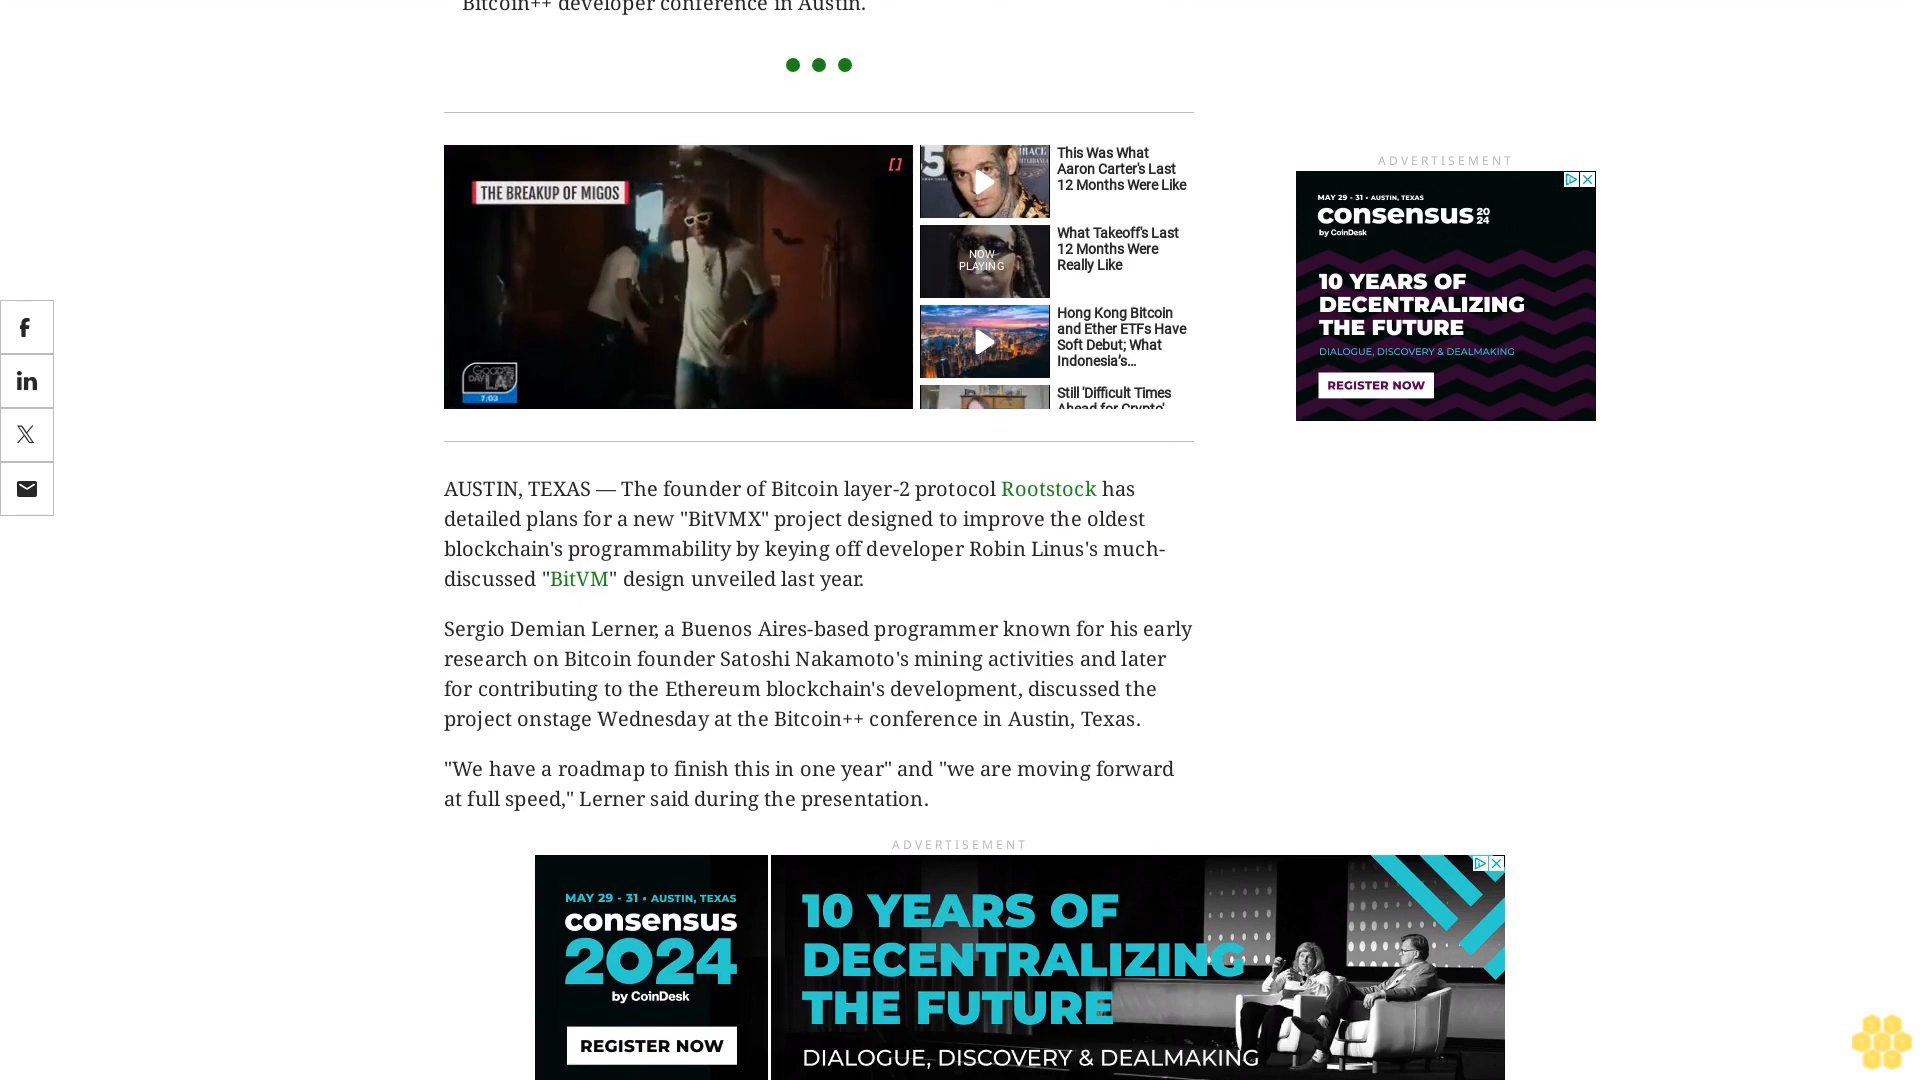 Bitcoin++ developer conference in Austin.
THE BREAKUP OF MIGOS
GOOD
DAY LA
7:03
This Was What
Aaron Carter's Last
12 Months Were Like
NOW
PLAYING
What Takeoff's Last
12 Months Were
Really Like
Hong Kong Bitcoin
and Ether ETFs Have
Soft Debut; What
Indonesia's...
Still 'Difficult Times
Ahead for Crypto'
ADVERTISEMENT
MAY 29 - 31 • AUSTIN, TEXAS
consensus 2024
by CoinDesk
10 YEARS OF
DECENTRALIZING
THE FUTURE
DIALOGUE, DISCOVERY & DEALMAKING
REGISTER NOW
AUSTIN, TEXAS — The founder of Bitcoin layer-2 protocol Rootstock has
detailed plans for a new "BitVMX" project designed to improve the oldest
blockchain's programmability by keying off developer Robin Linus's much-
discussed "BitVM" design unveiled last year.
Sergio Demian Lerner, a Buenos Aires-based programmer known for his early
research on Bitcoin founder Satoshi Nakamoto's mining activities and later
for contributing to the Ethereum blockchain's development, discussed the
project onstage Wednesday at the Bitcoin++ conference in Austin, Texas.
"We have a roadmap to finish this in one year" and "we are moving forward
at full speed," Lerner said during the presentation.
ADVERTISEMENT
MAY 29 - 31 • AUSTIN, TEXAS
consensus
2024
by CoinDesk
REGISTER NOW
10 YEARS OF
DECENTRALIZING
THE FUTURE
DIALOGUE, DISCOVERY & DEALMAKING